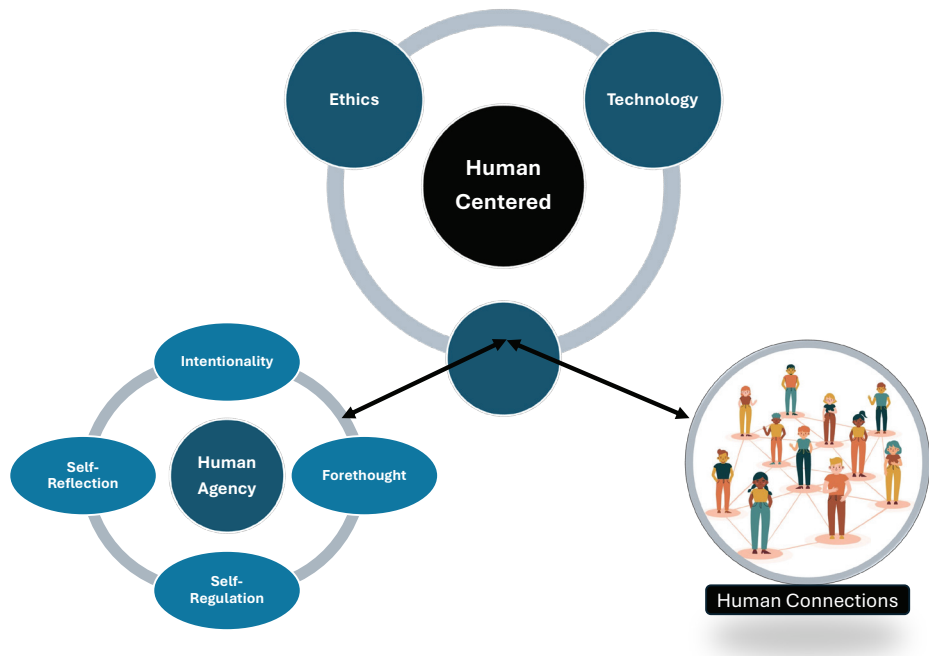 Ethics
Technology
Human
Centered
Intentionality
Self-
Reflection
Human
Agency
Forethought
Self-
Regulation
Human Connections